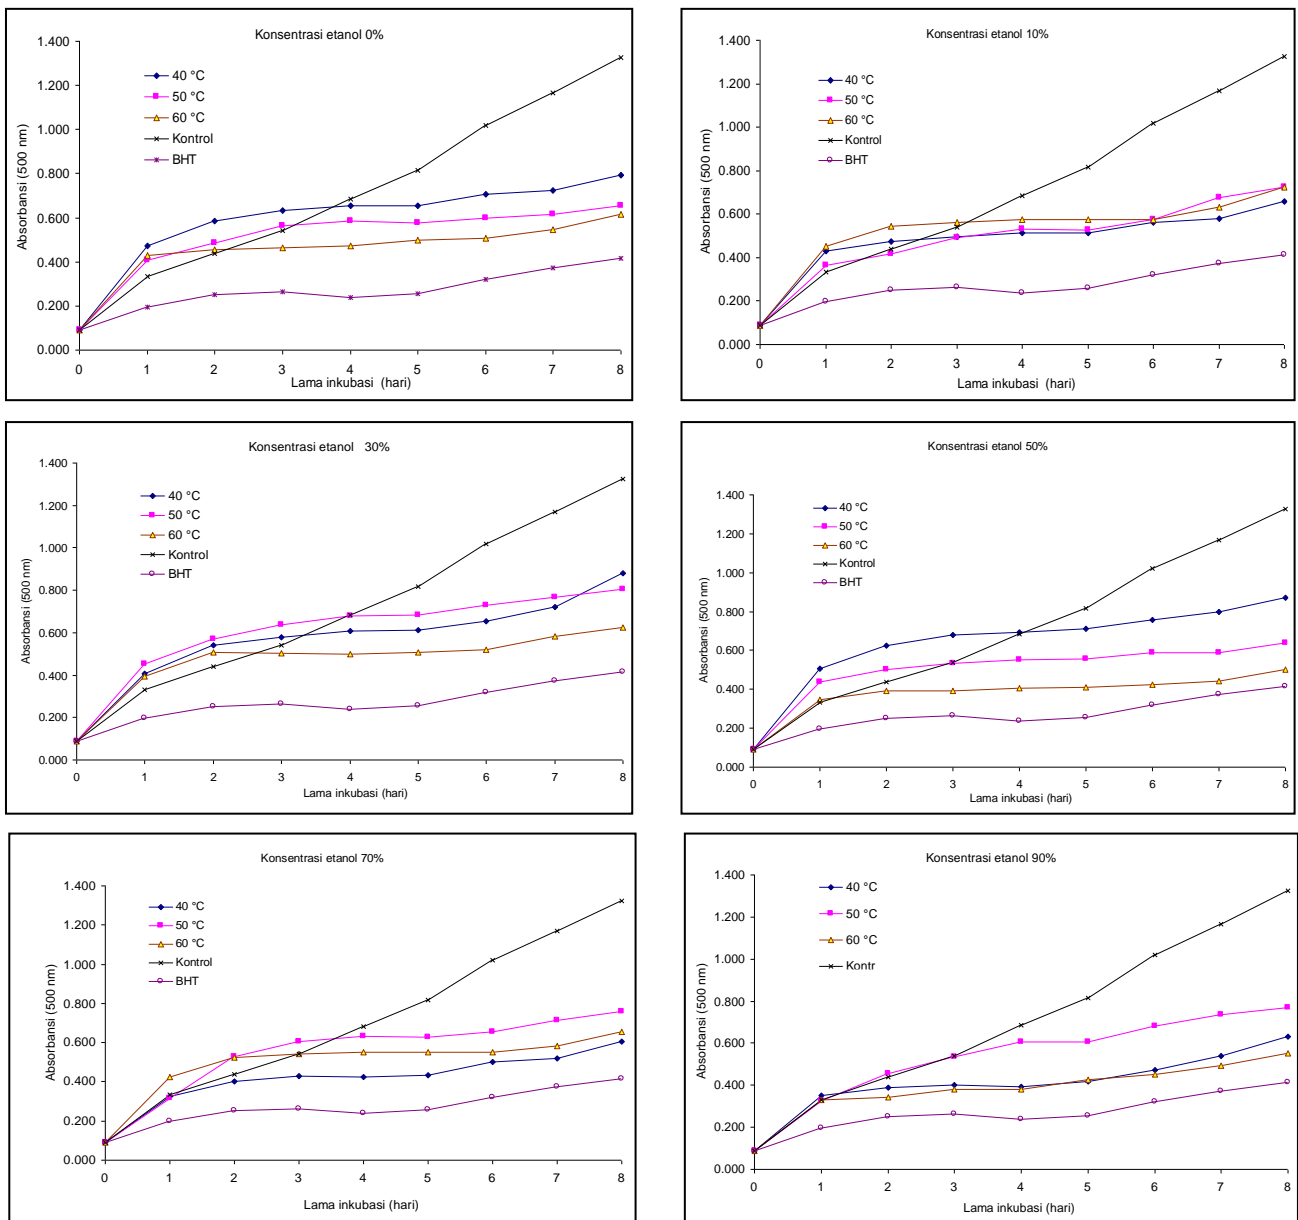 Konsentrasi etanol 0%
1.400
1.200
1.000
0.800
0.600
0.400
0.200
0.000
Absorbansi (500 nm)
40 °C
50 °C
60 °C
Kontrol
BHT
0 1 2 3 4 5 6 7 8
Lama inkubasi (hari)
Konsentrasi etanol 10%
1.400
1.200
1.000
0.800
0.600
0.400
0.200
0.000
Absorbansi (500 nm)
40 °C
50 °C
60 °C
Kontrol
BHT
0 1 2 3 4 5 6 7 8
Lama inkubasi (hari)
Konsentrasi etanol 30%
1.400
1.200
1.000
0.800
0.600
0.400
0.200
0.000
Absorbansi (500 nm)
40 °C
50 °C
60 °C
Kontrol
BHT
0 1 2 3 4 5 6 7 8
Lama inkubasi (hari)
Konsentrasi etanol 50%
1.400
1.200
1.000
0.800
0.600
0.400
0.200
0.000
Absorbansi (500 nm)
40 °C
50 °C
60 °C
Kontrol
BHT
0 1 2 3 4 5 6 7 8
Lama inkubasi (hari)
Konsentrasi etanol 70%
1.400
1.200
1.000
0.800
0.600
0.400
0.200
0.000
Absorbansi (500 nm)
40 °C
50 °C
60 °C
Kontrol
BHT
0 1 2 3 4 5 6 7 8
Lama inkubasi (hari)
Konsentrasi etanol 90%
1.400
1.200
1.000
0.800
0.600
0.400
0.200
0.000
Absorbansi (500 nm)
40 °C
50 °C
60 °C
Kontr
0 1 2 3 4 5 6 7 8
Lama inkubasi (hari)